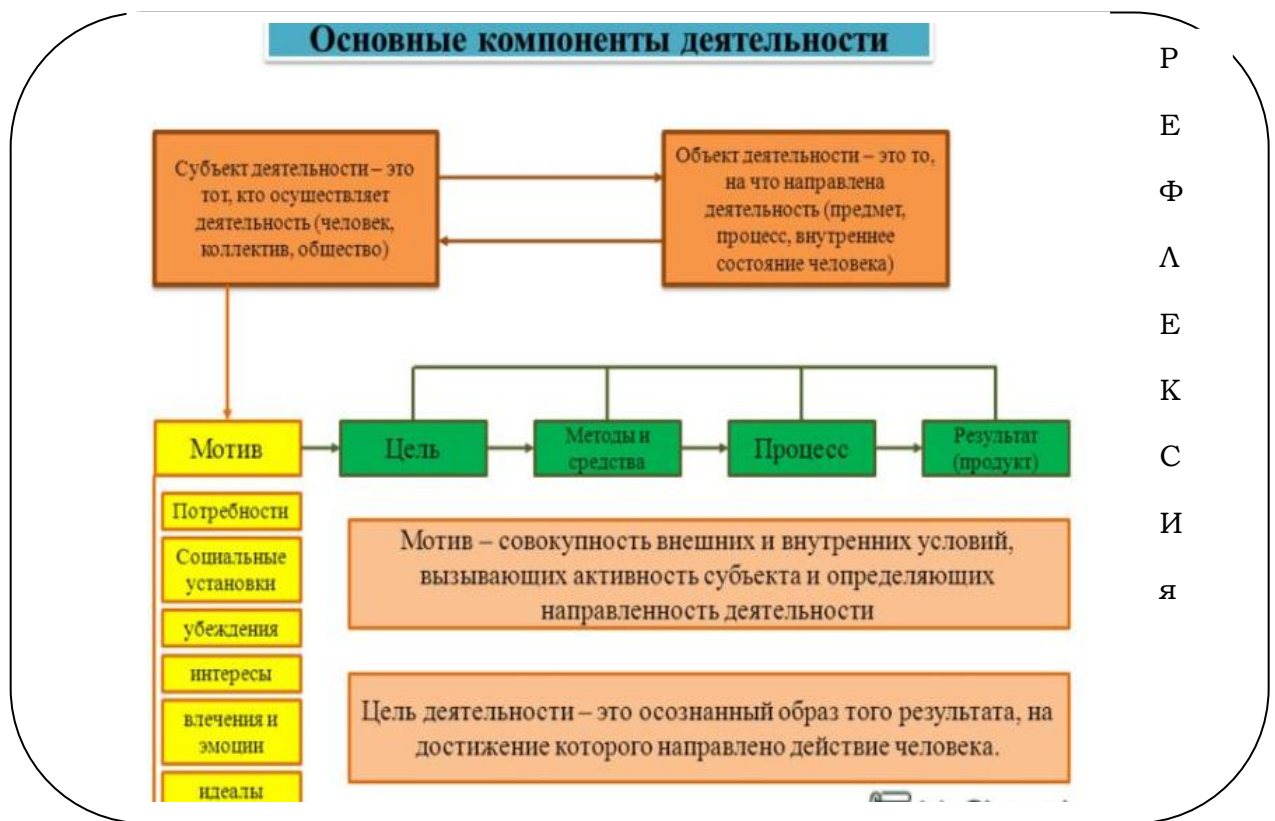 Основные компоненты деятельности
Субъект деятельности – это
тот, кто осуществляет
деятельность (человек,
коллектив, общество)
Объект деятельности – это то,
на что направлена
деятельность (предмет,
процесс, внутреннее
состояние человека)
Мотив
Цель
Методы и
средства
Процесс
Результат
(продукт)
Потребности
Социальные
установки
убеждения
интересы
влечения и
эмоции
идеалы
Мотив – совокупность внешних и внутренних условий,
вызывающих активность субъекта и определяющих
направленность деятельности
Цель деятельности – это осознанный образ того результата, на
достижение которого направлено действие человека.
Р
Е
Ф
Л
Е
К
С
И
я